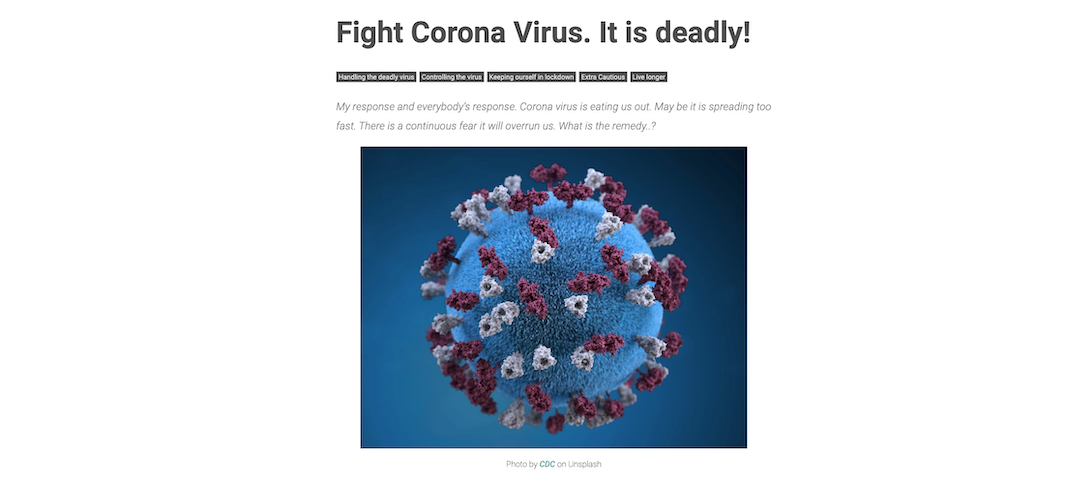 Fight Corona Virus. It is deadly!
Handling the deadly virus Controlling the virus Keeping ourself in lockdown Extra Cautious Live longer
My response and everybody's response. Corona virus is eating us out. May be it is spreading too
fast. There is a continuous fear it will overrun us. What is the remedy..?
Photo by CDC on Unsplash